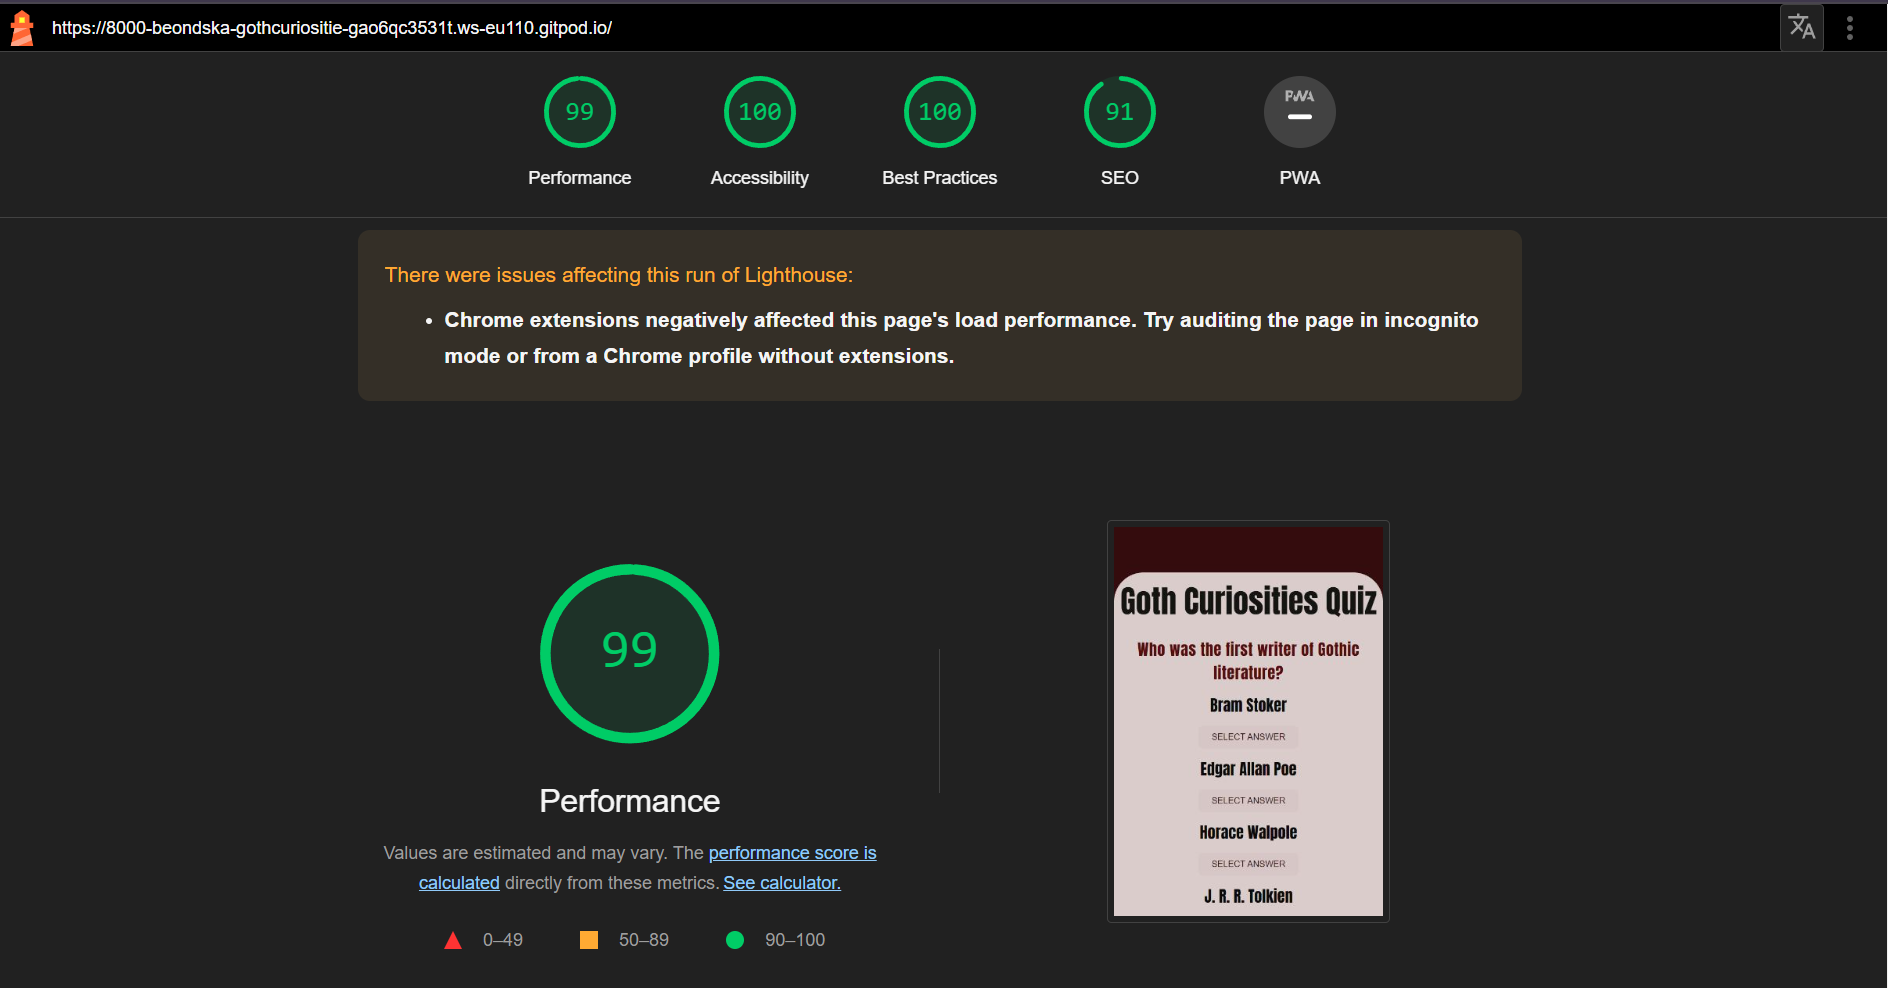 https://8000-beondska-gothcuriositie-gao6qc3531t.ws-eu110.gitpod.io/
99
100
100
91
PWA
Performance
Accessibility
Best Practices
SEO
PWA
There were issues affecting this run of Lighthouse:
• Chrome extensions negatively affected this page's load performance. Try auditing the page in incognito
mode or from a Chrome profile without extensions.
99
Performance
Values are estimated and may vary. The performance score is
calculated directly from these metrics. See calculator.
0–49
50–89
90–100
Goth Curiosities Quiz
Who was the first writer of Gothic
literature?
Bram Stoker
SELECT ANSWER
Edgar Allan Poe
SELECT ANSWER
Horace Walpole
SELECT ANSWER
J. R. R. Tolkien